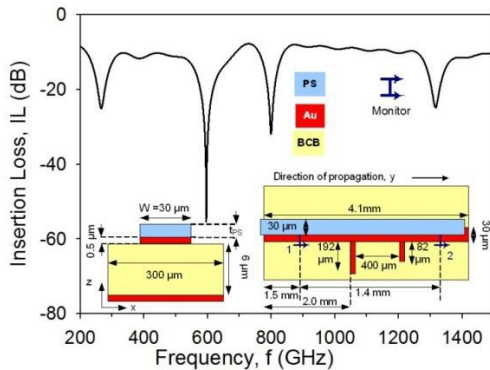 0
-20
-40
-60
-80
Insertion Loss, IL (dB)
200 400 600 800 1000 1200 1400
Frequency, f (GHz)
PS
Au
BCB
Monitor
W =30 µm
tPS
0.5 µm
300 µm
6 µm
z
x
Direction of propagation, y
4.1mm
30 µm
30 µm
1
192
µm
400 µm
82
µm
2
1.5 mm
1.4 mm
2.0 mm